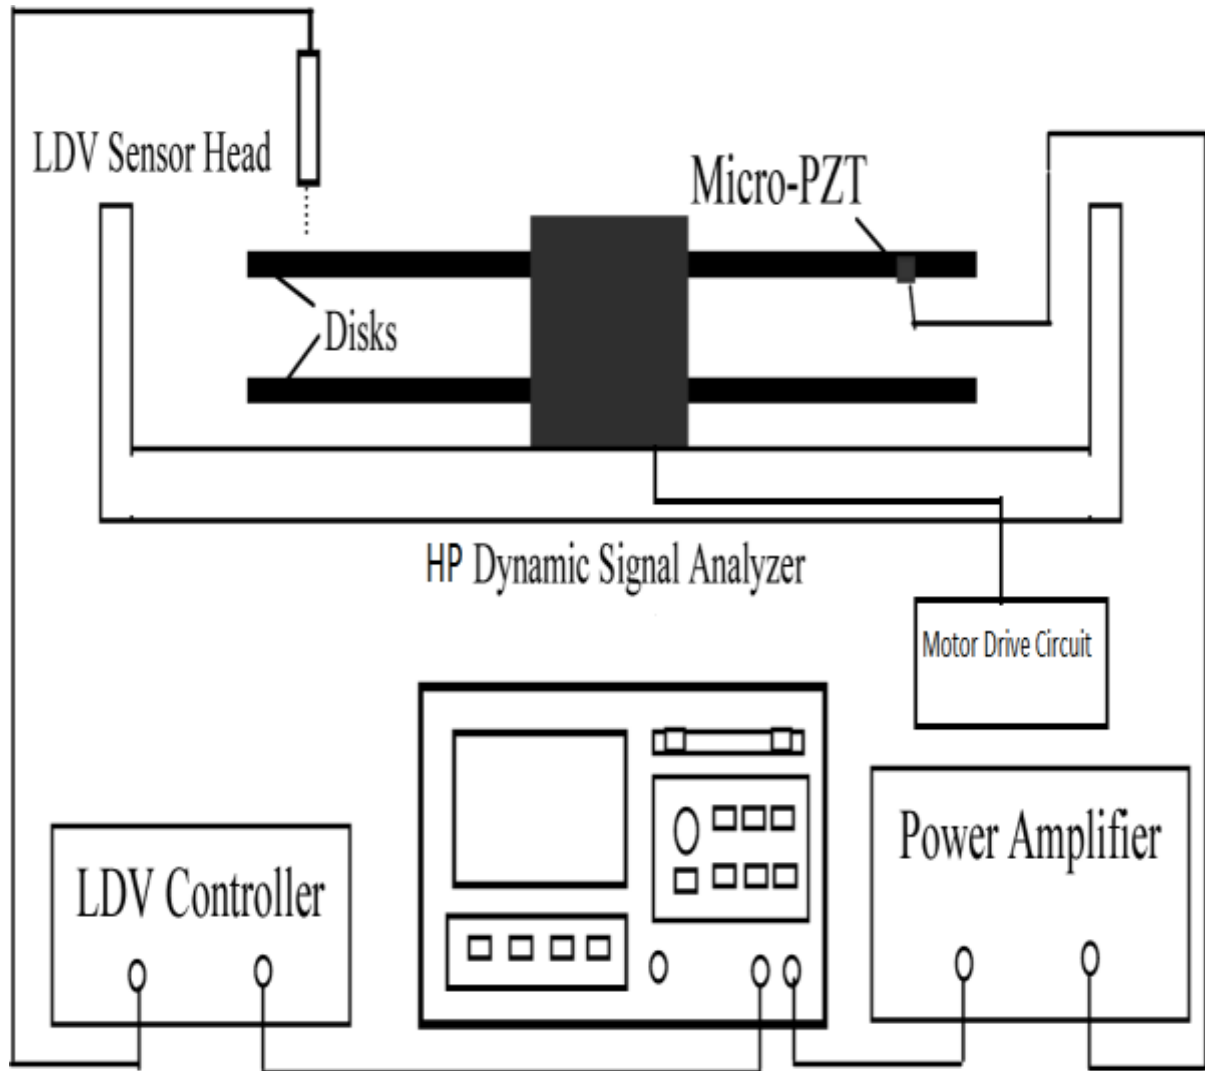 LDV Sensor Head
Micro-PZT
Disks
HP Dynamic Signal Analyzer
Motor Drive Circuit
LDV Controller
Power Amplifier